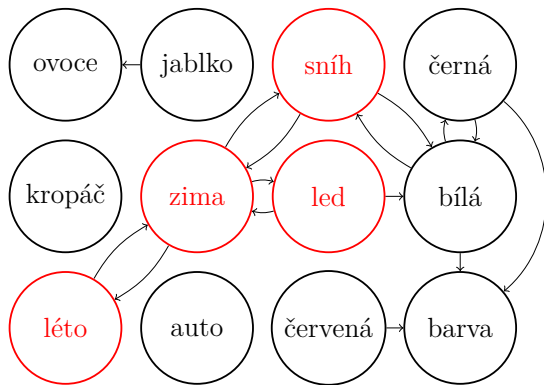 ovoce jablko sníh černá
kropáč zima led bílá
léto auto červená barva